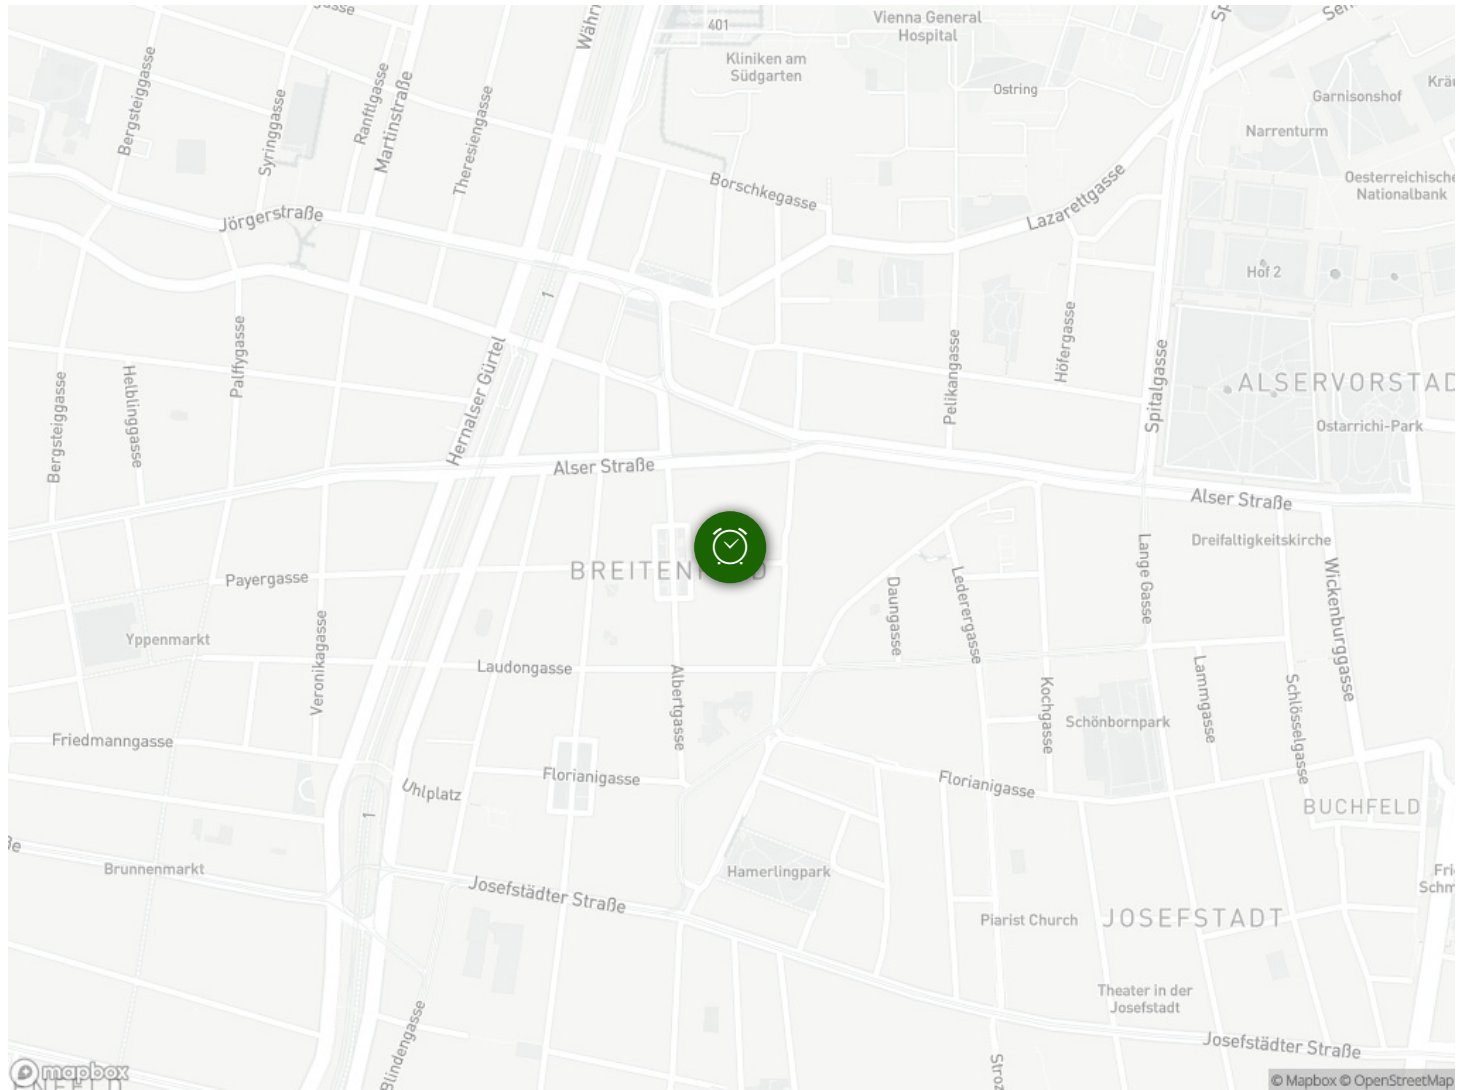 401
Vienna General
Hospital
Kliniken am
Südgarten
Ostring
Garnisonshof
Narrenturm
Oesterreichische
Nationalbank
Bergsteiggasse
Syringgasse
Ranftlgasse
Martinstraße
Theresiengasse
Borschkegasse
Lazarettgasse
Jörgerstraße
Hof 2
1
Palffygasse
Helblinggasse
Bergsteiggasse
Hernalser Gürtel
Pelikangasse
Höfergasse
Spitalgasse
ALSERVORSTAD
Ostarrichi-Park
Alser Straße
Alser Straße
Dreifaltigkeitskirche
Payergasse
Yppenmarkt
Veronikagasse
Laudongasse
Albertgasse
Daungasse
Lederergasse
Lange Gasse
Wickenburggasse
Kochgasse
Schönbornpark
Lammgasse
Schlösselgasse
Friedmanngasse
Uhlplatz
Florianigasse
Florianigasse
BUCHFELD
1
Brunnenmarkt
Josefstädter Straße
Hamerlingpark
Piarist Church
JOSEFSTADT
Theater in der
Josefstadt
Blindengasse
Josefstädter Straße
mapbox
© Mapbox © OpenStreetMap